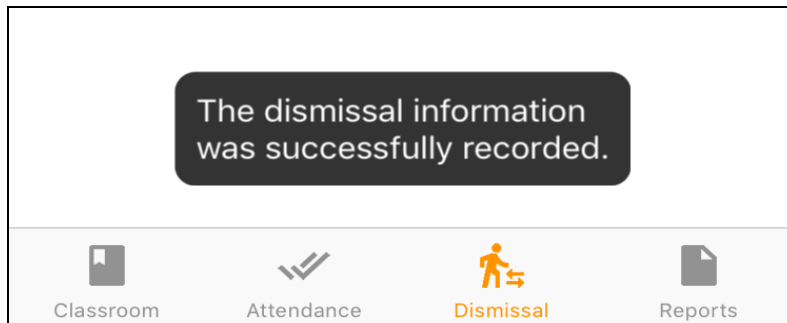 The dismissal information
was successfully recorded.
Classroom
Attendance
Dismissal
Reports